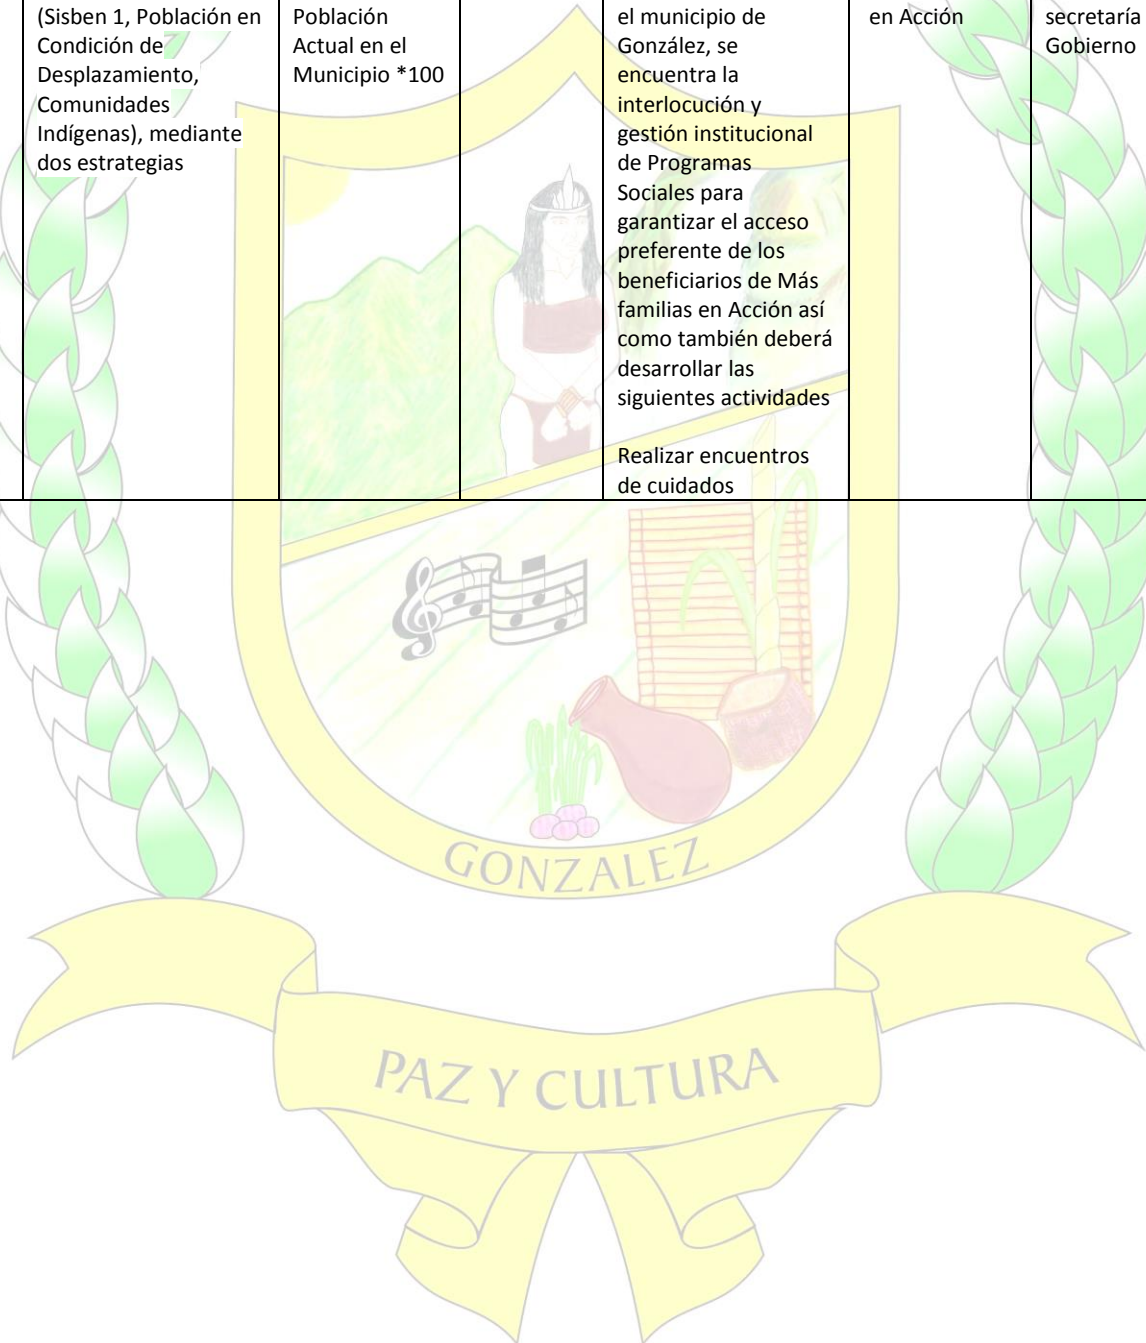 (Sisben 1, Población en
Condición de
Desplazamiento,
Comunidades
Indígenas), mediante
dos estrategias
Población
Actual en el
Municipio *100
el municipio de
González, se
encuentra la
interlocución y
gestión institucional
de Programas
Sociales para
garantizar el acceso
preferente de los
beneficiarios de Más
familias en Acción así
como también deberá
desarrollar las
siguientes actividades
Realizar encuentros
de cuidados
en Acción
secretaría
Gobierno
GONZALEZ
PAZ Y CULTURA